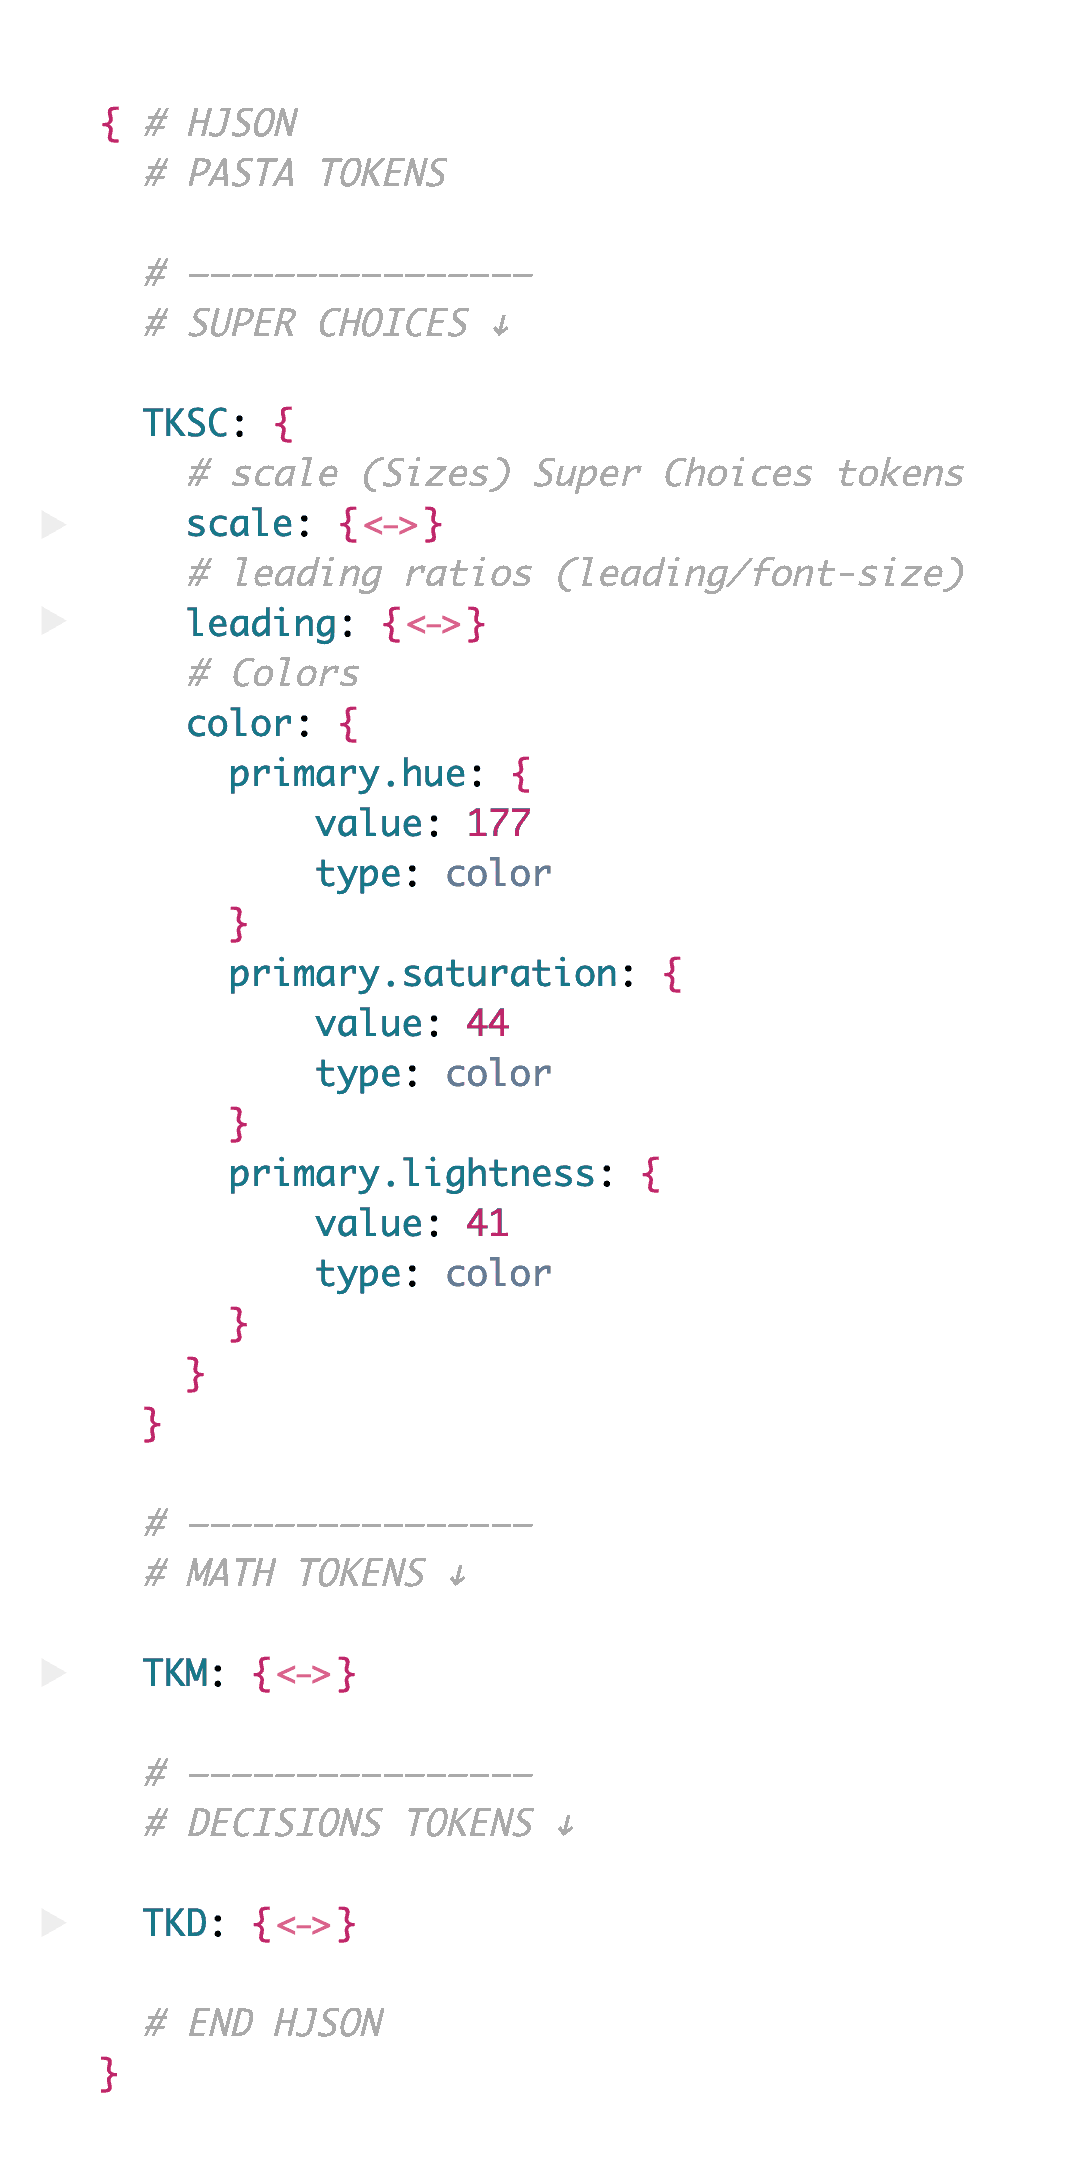 { # HJSON
  # PASTA TOKENS
  # ––––––––––––––––
  # SUPER CHOICES ↓
  TKSC: {
    # scale (Sizes) Super Choices tokens
    scale: {<->}
    # leading ratios (leading/font-size)
    leading: {<->}
    # Colors
    color: {
      primary.hue: {
          value: 177
          type: color
      }
      primary.saturation: {
          value: 44
          type: color
      }
      primary.lightness: {
          value: 41
          type: color
      }
    }
  }
  # ––––––––––––––––
  # MATH TOKENS ↓
  TKM: {<->}
  # ––––––––––––––––
  # DECISIONS TOKENS ↓
  TKD: {<->}
  # END HJSON
}